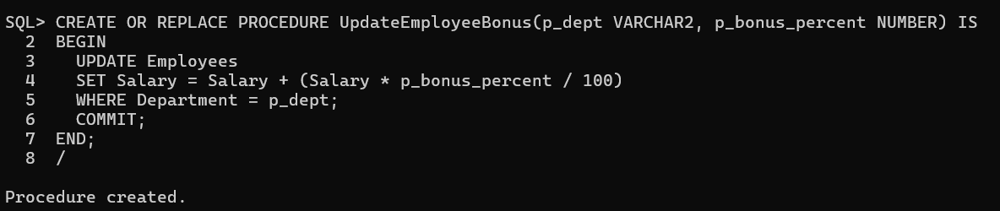 SQL> CREATE OR REPLACE PROCEDURE UpdateEmployeeBonus(p_dept VARCHAR2, p_bonus_percent NUMBER) IS
  2  BEGIN
  3    UPDATE Employees
  4    SET Salary = Salary + (Salary * p_bonus_percent / 100)
  5    WHERE Department = p_dept;
  6    COMMIT;
  7  END;
  8  /

Procedure created.